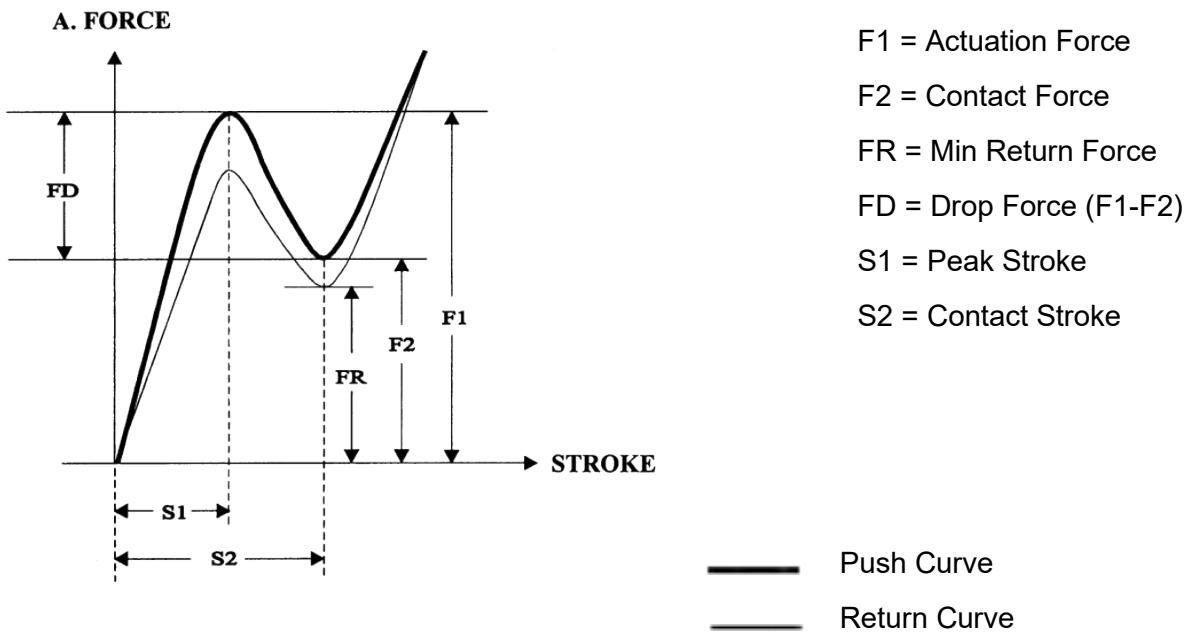 A. FORCE
FD
F1
F2
FR
STROKE
S1
S2
F1 = Actuation Force
F2 = Contact Force
FR = Min Return Force
FD = Drop Force (F1-F2)
S1 = Peak Stroke
S2 = Contact Stroke
Push Curve
Return Curve